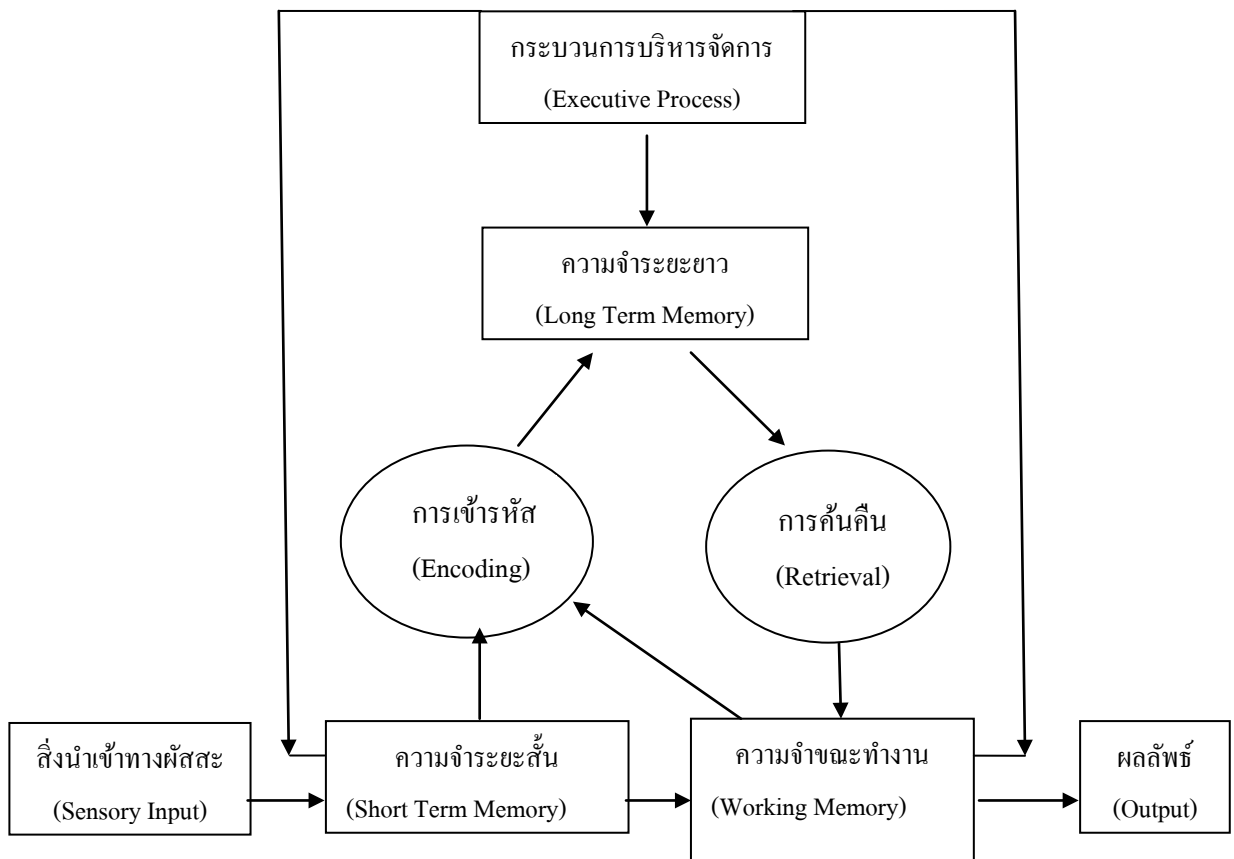 กระบวนการบริหารจัดการ
(Executive Process)
ความจำระยะยาว
(Long Term Memory)
การเข้ารหัส
(Encoding)
การค้นคืน
(Retrieval)
สิ่งนำเข้าทางผัสสะ
(Sensory Input)
ความจำระยะสั้น
(Short Term Memory)
ความจำขณะทำงาน
(Working Memory)
ผลลัพธ์
(Output)